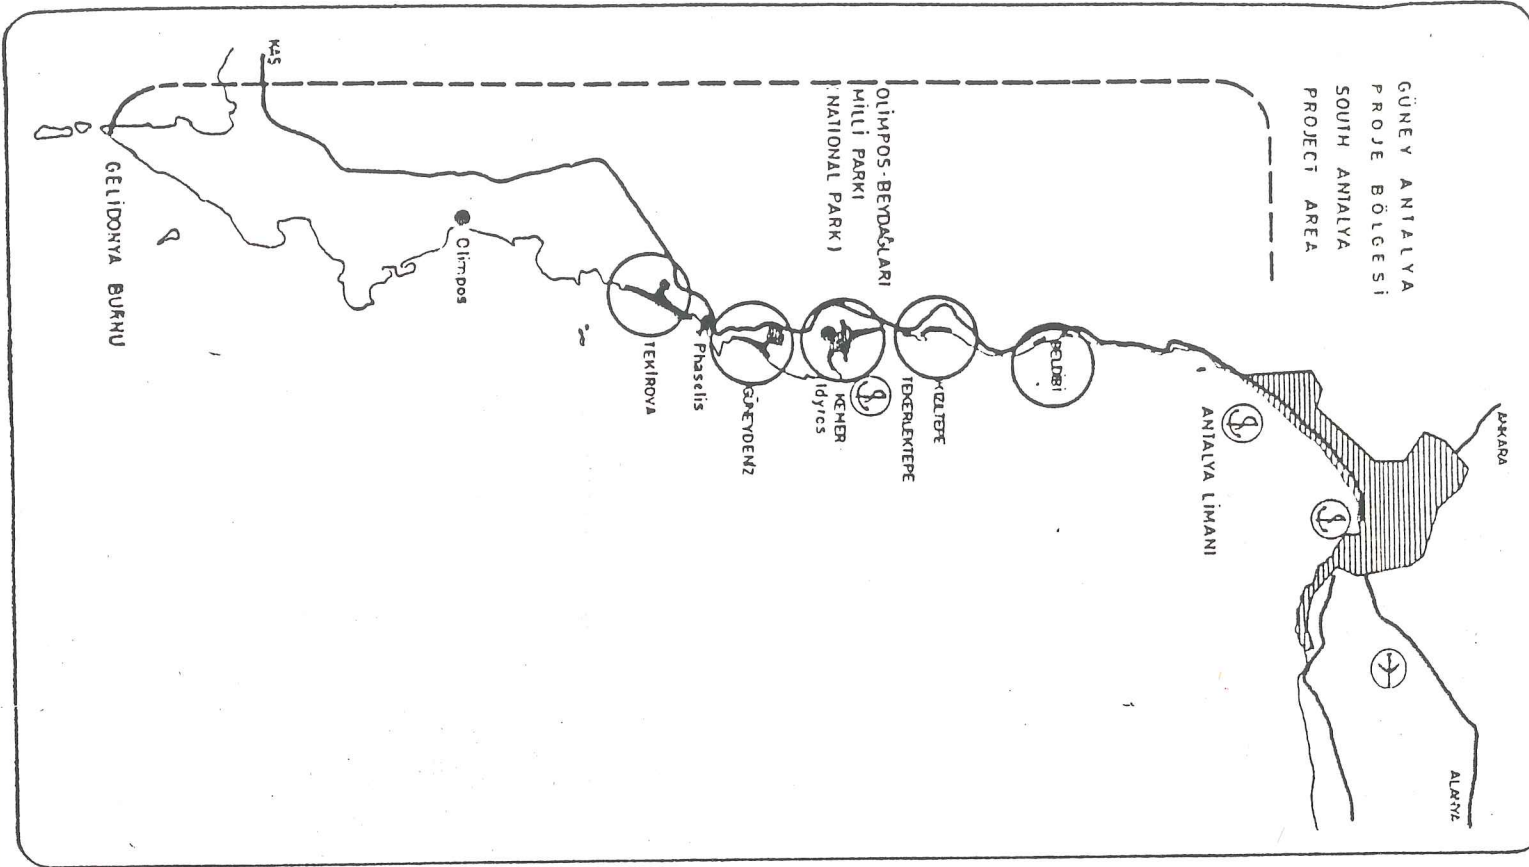 GÜNEY ANTALYA
PROJE BÖLGESİ
SOUTH ANTALYA
PROJECT AREA
ANKARA
ALANYA
ANTALYA LİMANI
BELDİBİ
KIZILTEPE
TEKERLEKTEPE
KEMER
Idyros
GÜNEYDENİZ
Phaselis
TEKİROVA
OLİMPOS-BEYDAĞLARI
MİLLİ PARKI
(NATIONAL PARK)
Olimpos
KAŞ
GELİDONYA BURNU